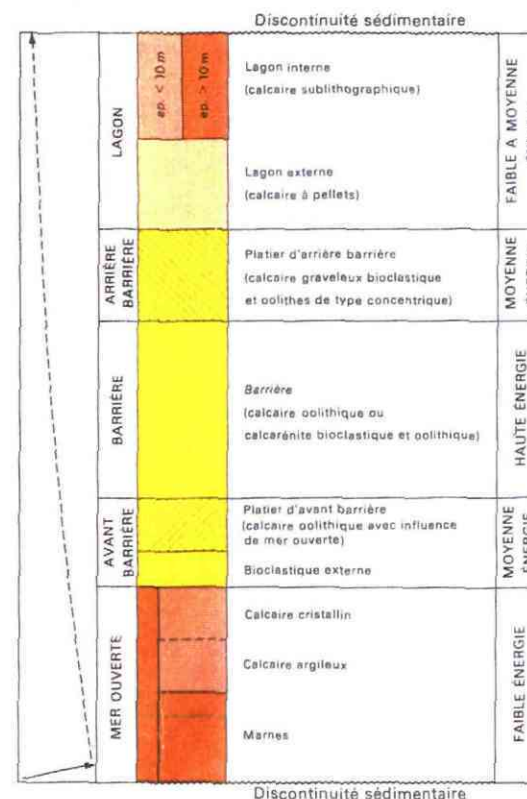 Discontinuité sédimentaire
LAGON
ep. < 10 m
ep. > 10 m
Lagon interne
(calcaire sublithographique)
Lagon externe
(calcaire à pellets)
FAIBLE A MOYENNE
ARRIÈRE
BARRIÈRE
Platier d'arrière barrière
(calcaire graveleux bioclastique
et oolithes de type concentrique)
MOYENNE
BARRIÈRE
Barrière
(calcaire oolithique ou
calcarénite bioclastique et oolithique)
HAUTE ÉNERGIE
AVANT
BARRIÈRE
Platier d'avant barrière
(calcaire oolithique avec influence
de mer ouverte)
Bioclastique externe
MOYENNE
ÉNERGIE
MER OUVERTE
Calcaire cristallin
Calcaire argileux
Marnes
FAIBLE ÉNERGIE
Discontinuité sédimentaire